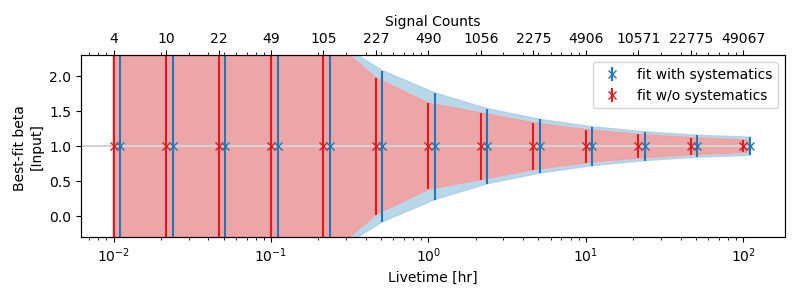 Signal Counts
4 10 22 49 105 227 490 1056 2275 4906 10571 22775 49067
Best-fit beta
[Input]
2.0
1.5
1.0
0.5
0.0
fit with systematics
fit w/o systematics
10⁻² 10⁻¹ 10⁰ 10¹ 10²
Livetime [hr]